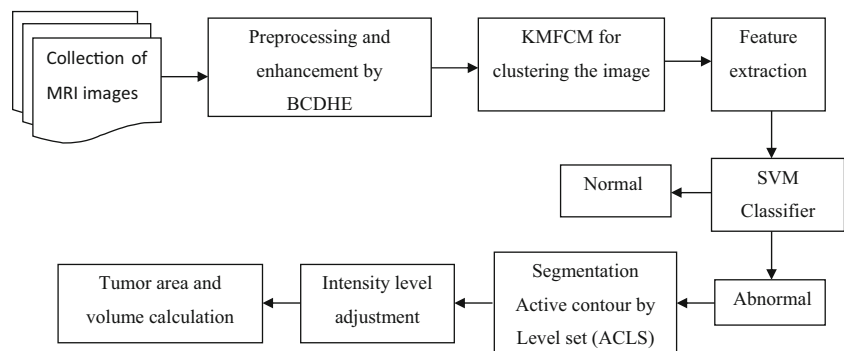 Collection of
MRI images
Preprocessing and
enhancement by
BCDHE
KMFCM for
clustering the image
Feature
extraction
SVM
Classifier
Normal
Abnormal
Segmentation
Active contour by
Level set (ACLS)
Intensity level
adjustment
Tumor area and
volume calculation